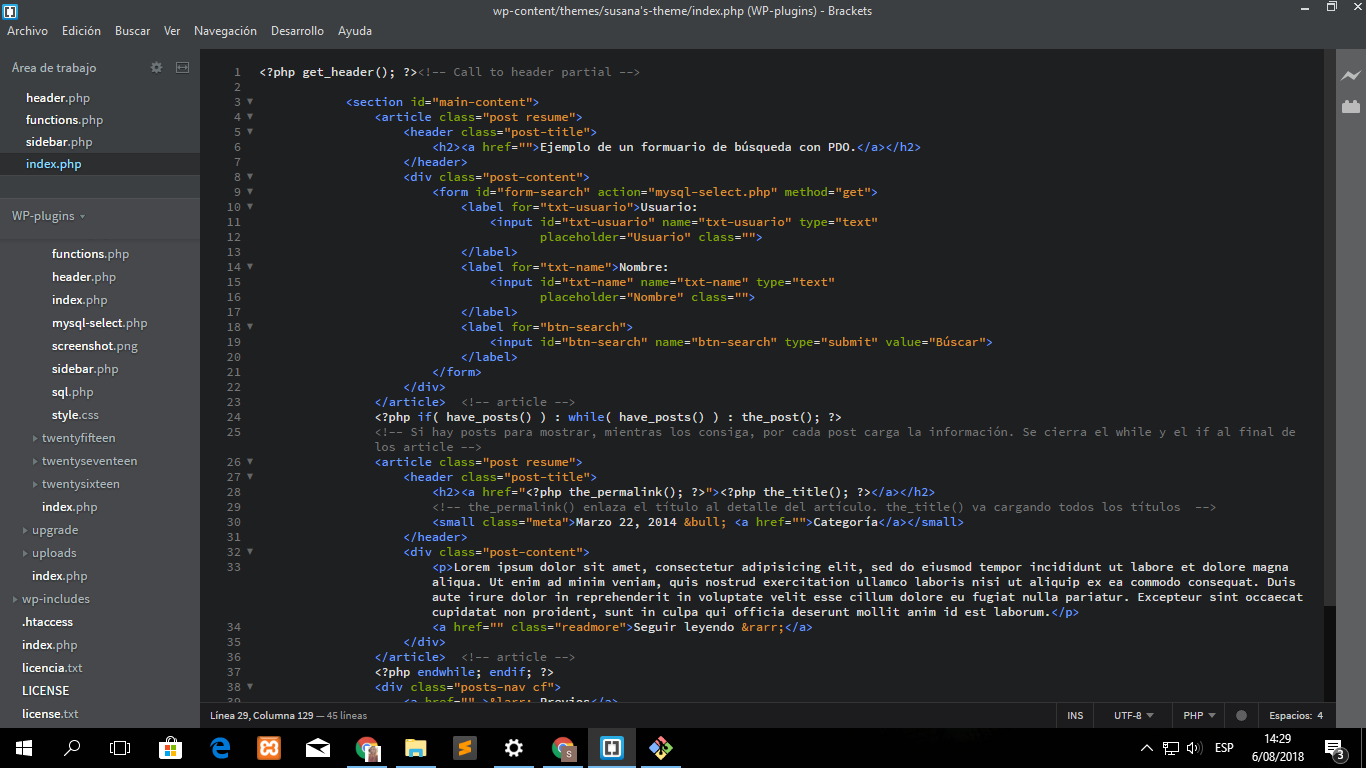 wp-content/themes/susana's-theme/index.php (WP-plugins) - Brackets
Archivo Edición Buscar Ver Navegación Desarrollo Ayuda
Área de trabajo
header.php
functions.php
sidebar.php
index.php
WP-plugins
functions.php
header.php
index.php
mysql-select.php
screenshot.png
sidebar.php
sql.php
style.css
twentyfifteen
twentyseventeen
twentysixteen
index.php
upgrade
uploads
index.php
wp-includes
.htaccess
index.php
licencia.txt
LICENSE
license.txt
1 <?php get_header(); ?><!-- Call to header partial -->
2
3 <section id="main-content">
4 <article class="post resume">
5 <header class="post-title">
6 <h2><a href="">Ejemplo de un formuario de búsqueda con PDO.</a></h2>
7 </header>
8 <div class="post-content">
9 <form id="form-search" action="mysql-select.php" method="get">
10 <label for="txt-usuario">Usuario:
11 <input id="txt-usuario" name="txt-usuario" type="text"
12 placeholder="Usuario" class="">
13 </label>
14 <label for="txt-name">Nombre:
15 <input id="txt-name" name="txt-name" type="text"
16 placeholder="Nombre" class="">
17 </label>
18 <label for="btn-search">
19 <input id="btn-search" name="btn-search" type="submit" value="Búscar">
20 </label>
21 </form>
22 </div>
23 </article> <!-- article -->
24 <?php if( have_posts() ) : while( have_posts() ) : the_post(); ?>
25 <!-- Si hay posts para mostrar, mientras los consiga, por cada post carga la información. Se cierra el while y el if al final de
los article -->
26 <article class="post resume">
27 <header class="post-title">
28 <h2><a href="<?php the_permalink(); ?>"><?php the_title(); ?></a></h2>
29 <!-- the_permalink() enlaza el título al detalle del artículo. the_title() va cargando todos los títulos -->
30 <small class="meta">Marzo 22, 2014 &bull; <a href="">Categoría</a></small>
31 </header>
32 <div class="post-content">
33 <p>Lorem ipsum dolor sit amet, consectetur adipisicing elit, sed do eiusmod tempor incididunt ut labore et dolore magna
aliqua. Ut enim ad minim veniam, quis nostrud exercitation ullamco laboris nisi ut aliquip ex ea commodo consequat. Duis
aute irure dolor in reprehenderit in voluptate velit esse cillum dolore eu fugiat nulla pariatur. Excepteur sint occaecat
cupidatat non proident, sunt in culpa qui officia deserunt mollit anim id est laborum.</p>
34 <a href="" class="readmore">Seguir leyendo &rarr;</a>
35 </div>
36 </article> <!-- article -->
37 <?php endwhile; endif; ?>
38 <div class="posts-nav cf">
39 <a href="" >&larr; Previos</a>
Línea 29, Columna 129 — 45 líneas
INS UTF-8 PHP Espacios: 4
ESP
14:29
6/08/2018
3